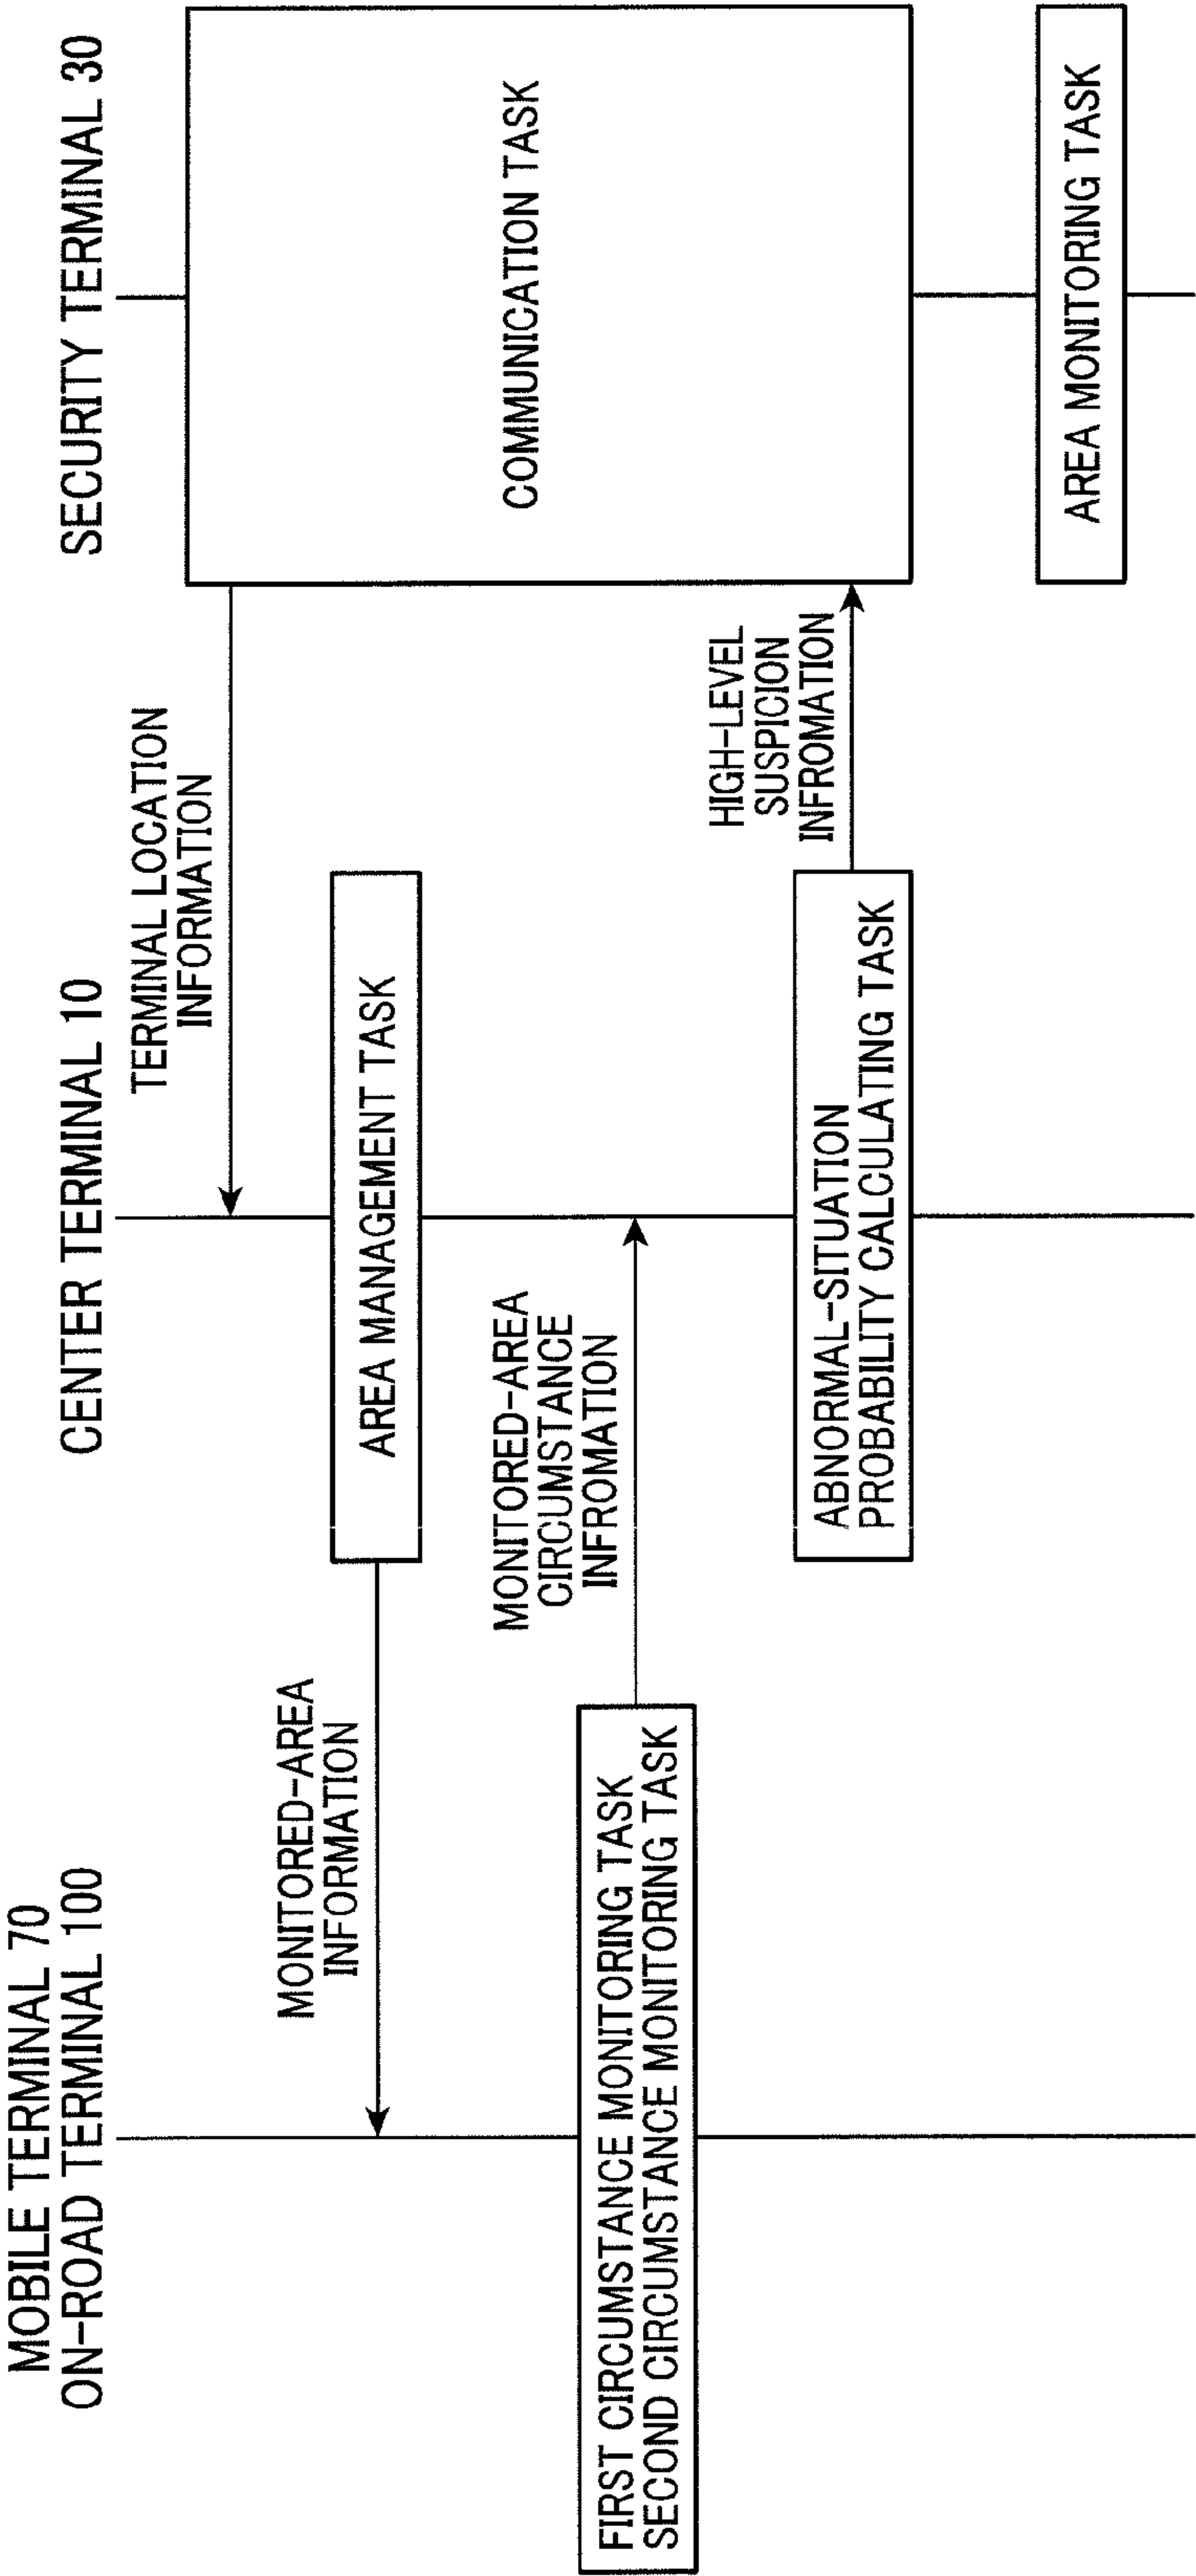 MOBILE TERMINAL 70
ON-ROAD TERMINAL 100
CENTER TERMINAL 10
SECURITY TERMINAL 30
TERMINAL LOCATION
INFORMATION
COMMUNICATION TASK
AREA MANAGEMENT TASK
MONITORED-AREA
INFORMATION
FIRST CIRCUMSTANCE MONITORING TASK
SECOND CIRCUMSTANCE MONITORING TASK
MONITORED-AREA
CIRCUMSTANCE
INFROMATION
ABNORMAL-SITUATION
PROBABILITY CALCULATING TASK
HIGH-LEVEL
SUSPICION
INFROMATION
AREA MONITORING TASK